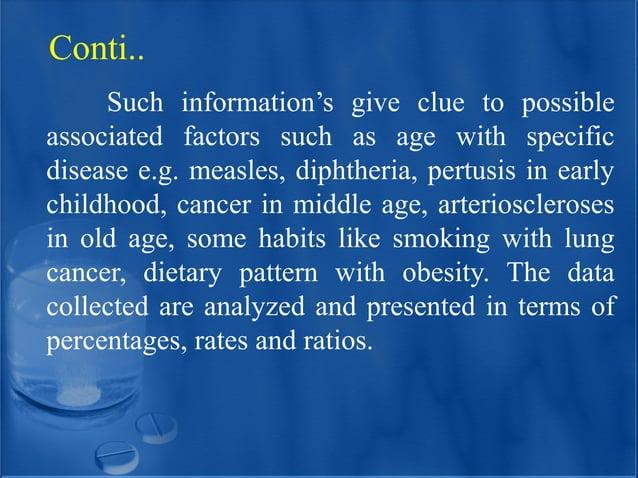 Conti..
Such information’s give clue to possible
associated factors such as age with specific
disease e.g. measles, diphtheria, pertusis in early
childhood, cancer in middle age, arterioscleroses
in old age, some habits like smoking with lung
cancer, dietary pattern with obesity. The data
collected are analyzed and presented in terms of
percentages, rates and ratios.